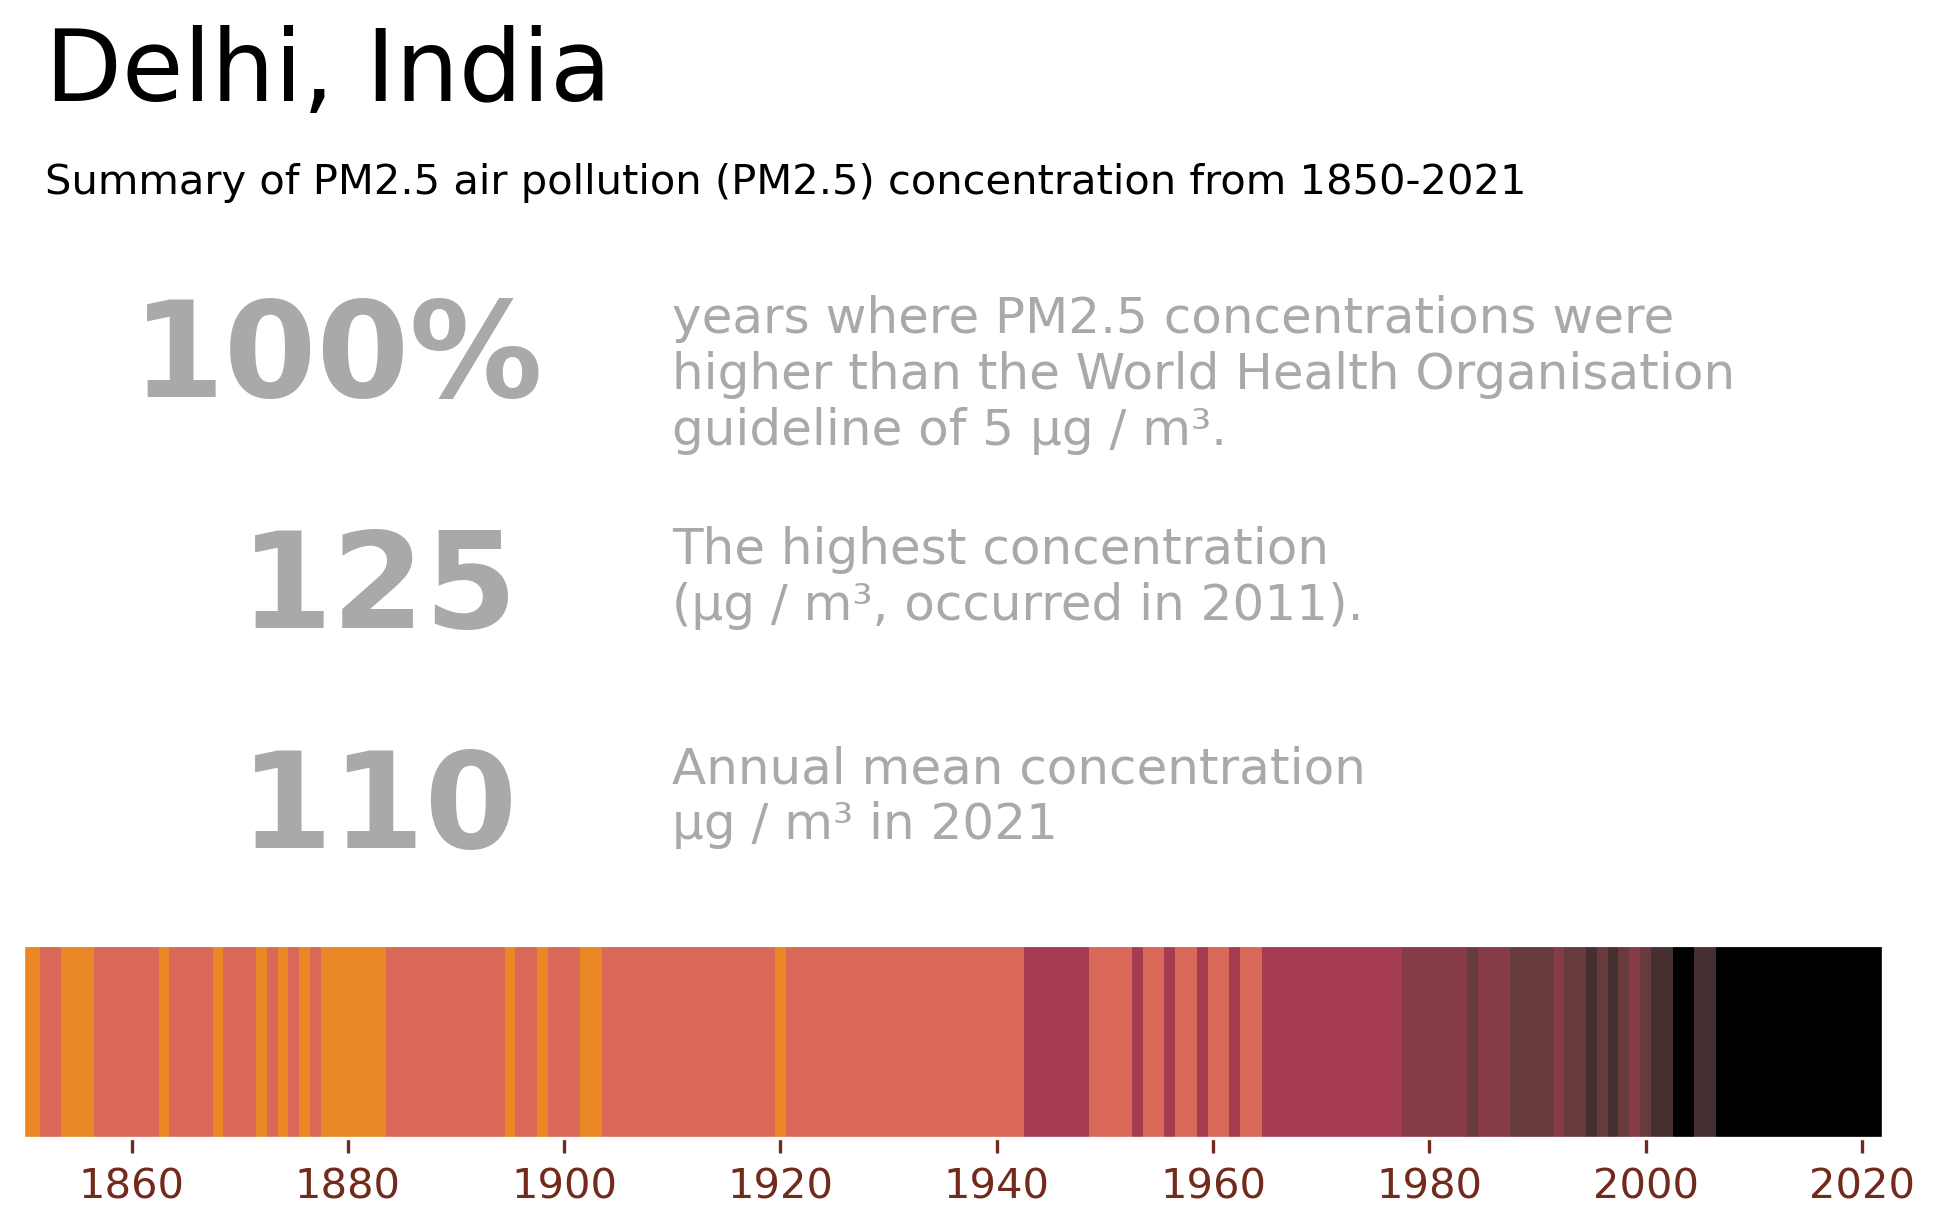 Delhi, India
Summary of PM2.5 air pollution (PM2.5) concentration from 1850-2021
100%
years where PM2.5 concentrations were
higher than the World Health Organisation
guideline of 5 µg / m³.
125
The highest concentration
(µg / m³, occurred in 2011).
110
Annual mean concentration
µg / m³ in 2021
1860 1880 1900 1920 1940 1960 1980 2000 2020